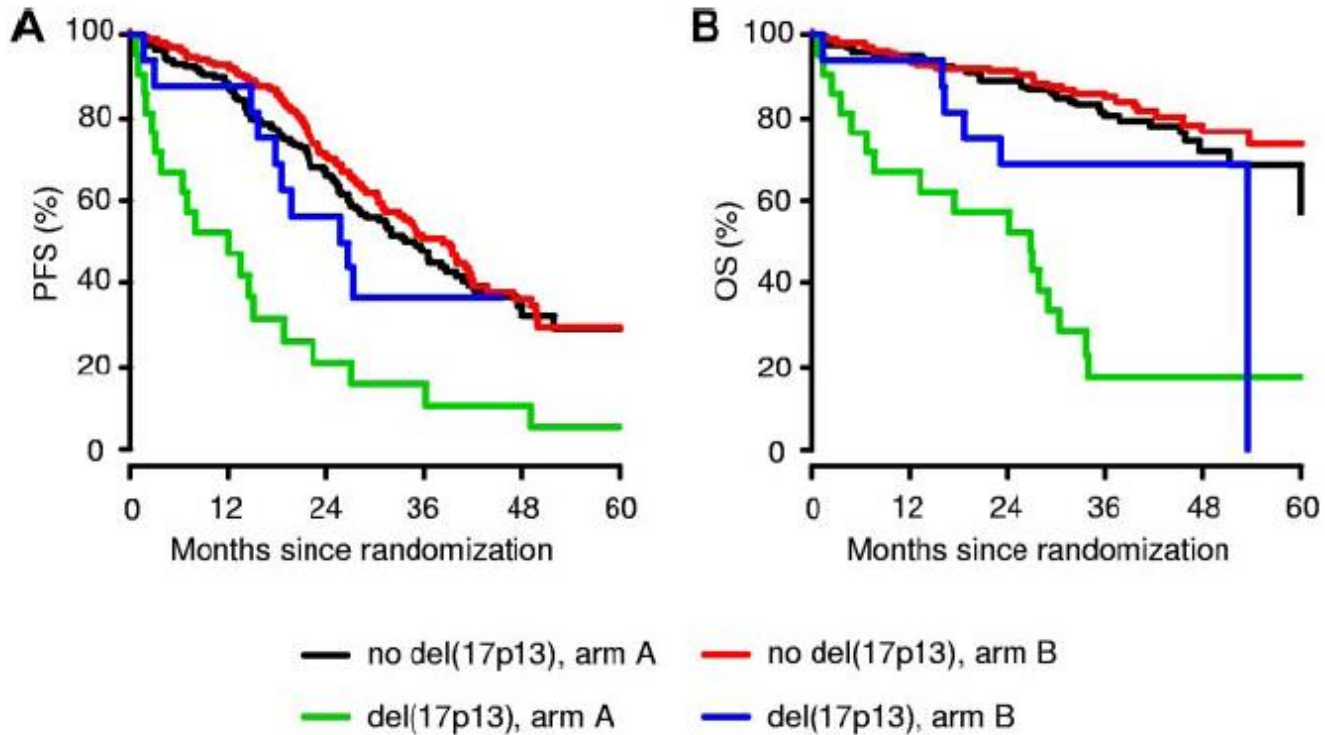 A
B
100
80
60
40
20
0
PFS (%)
0 12 24 36 48 60
Months since randomization
100
80
60
40
20
0
OS (%)
0 12 24 36 48 60
Months since randomization
no del(17p13), arm A
no del(17p13), arm B
del(17p13), arm A
del(17p13), arm B